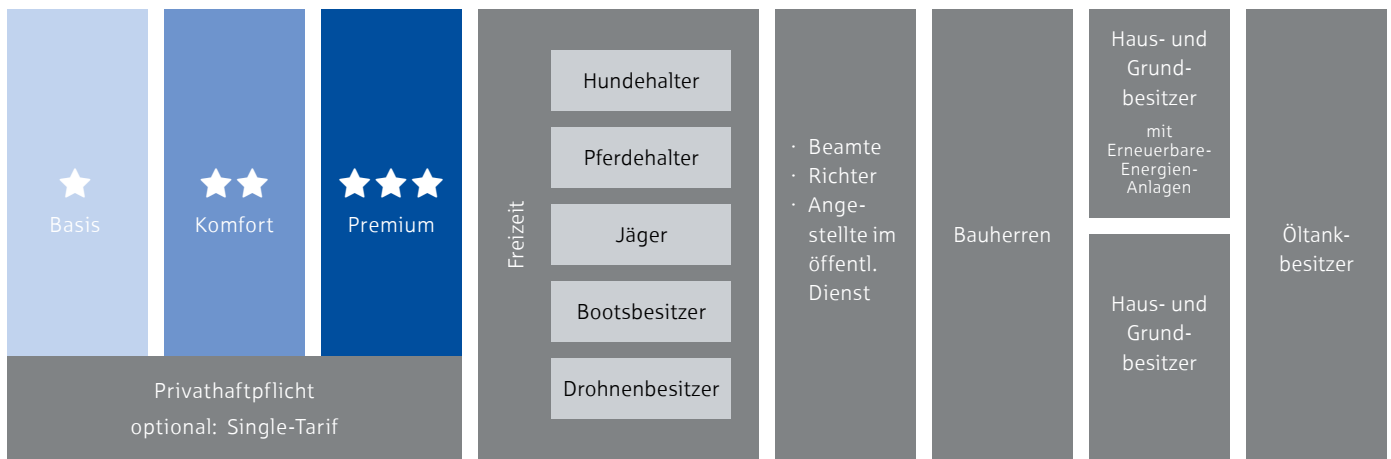 Basis
Komfort
Premium
Privathaftpflicht
optional: Single-Tarif
Freizeit
Hundehalter
Pferdehalter
Jäger
Bootsbesitzer
Drohnenbesitzer
· Beamte
· Richter
· Ange-
stellte im
öffentl.
Dienst
Bauherren
Haus- und
Grund-
besitzer
mit
Erneuerbare-
Energien-
Anlagen
Haus- und
Grund-
besitzer
Öltank-
besitzer